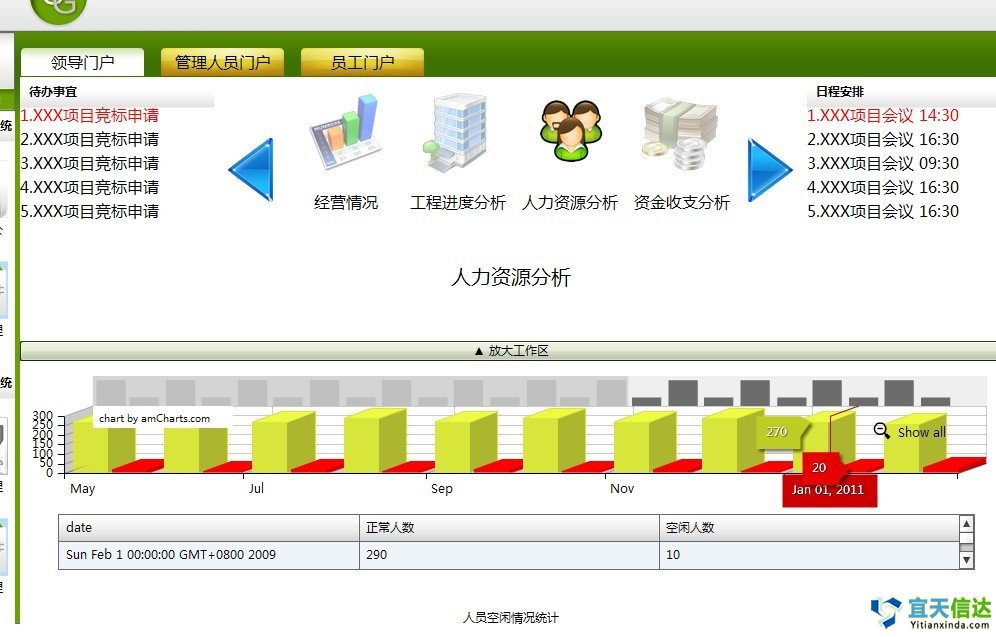 领导门户 管理人员门户 员工门户
待办事宜
1.XXX项目竞标申请
2.XXX项目竞标申请
3.XXX项目竞标申请
4.XXX项目竞标申请
5.XXX项目竞标申请
NUMBERS
经营情况 工程进度分析 人力资源分析 资金收支分析
日程安排
1.XXX项目会议 14:30
2.XXX项目会议 16:30
3.XXX项目会议 09:30
4.XXX项目会议 16:30
5.XXX项目会议 16:30
统
人力资源分析
▲ 放大工作区
统
chart by amCharts.com
300
250
200
150
100
50
0
270
20
Show all
May Jul Sep Nov
Jan 01, 2011
date 正常人数 空闲人数
Sun Feb 1 00:00:00 GMT+0800 2009 290 10
人员空闲情况统计
宜天信达
Yitianxinda.com